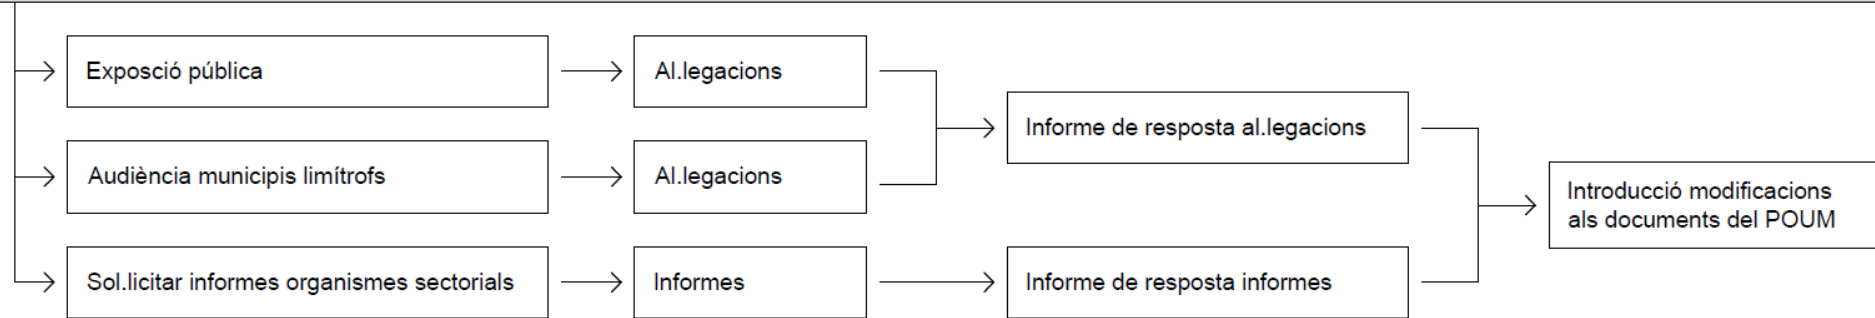 Exposció pública
Al.legacions
Informe de resposta al.legacions
Audiència municipis limítrofs
Al.legacions
Introducció modificacions
als documents del POUM
Sol.licitar informes organismes sectorials
Informes
Informe de resposta informes